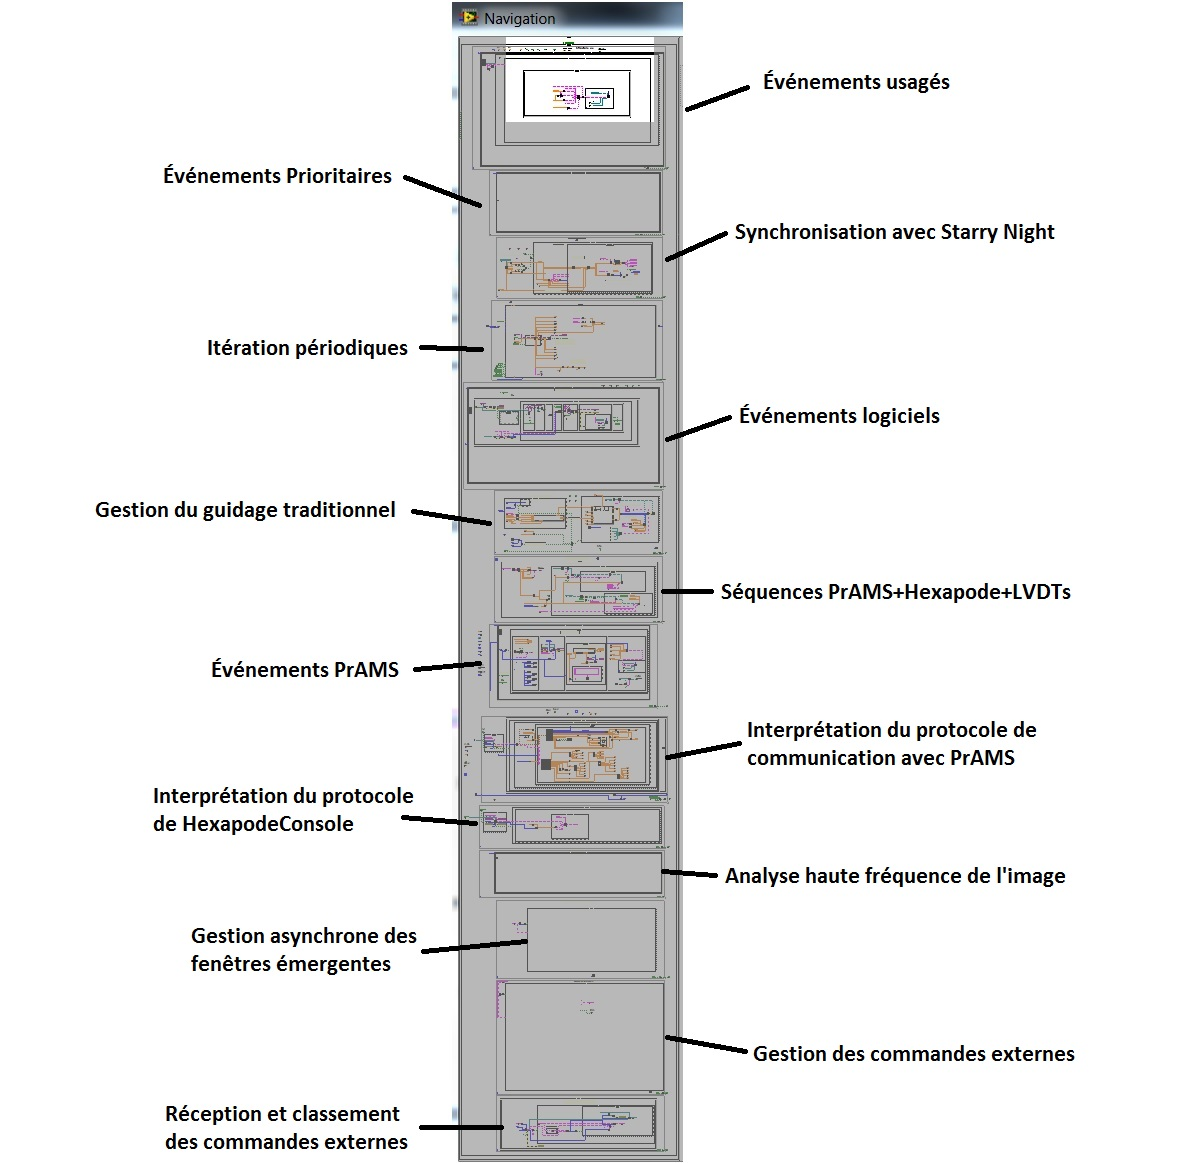 Navigation
Événements usagés
Événements Prioritaires
Synchronisation avec Starry Night
Itération périodiques
Événements logiciels
Gestion du guidage traditionnel
Séquences PrAMS+Hexapode+LVDTs
Événements PrAMS
Interprétation du protocole de
communication avec PrAMS
Interprétation du protocole
de HexapodeConsole
Analyse haute fréquence de l'image
Gestion asynchrone des
fenêtres émergentes
Gestion des commandes externes
Réception et classement
des commandes externes